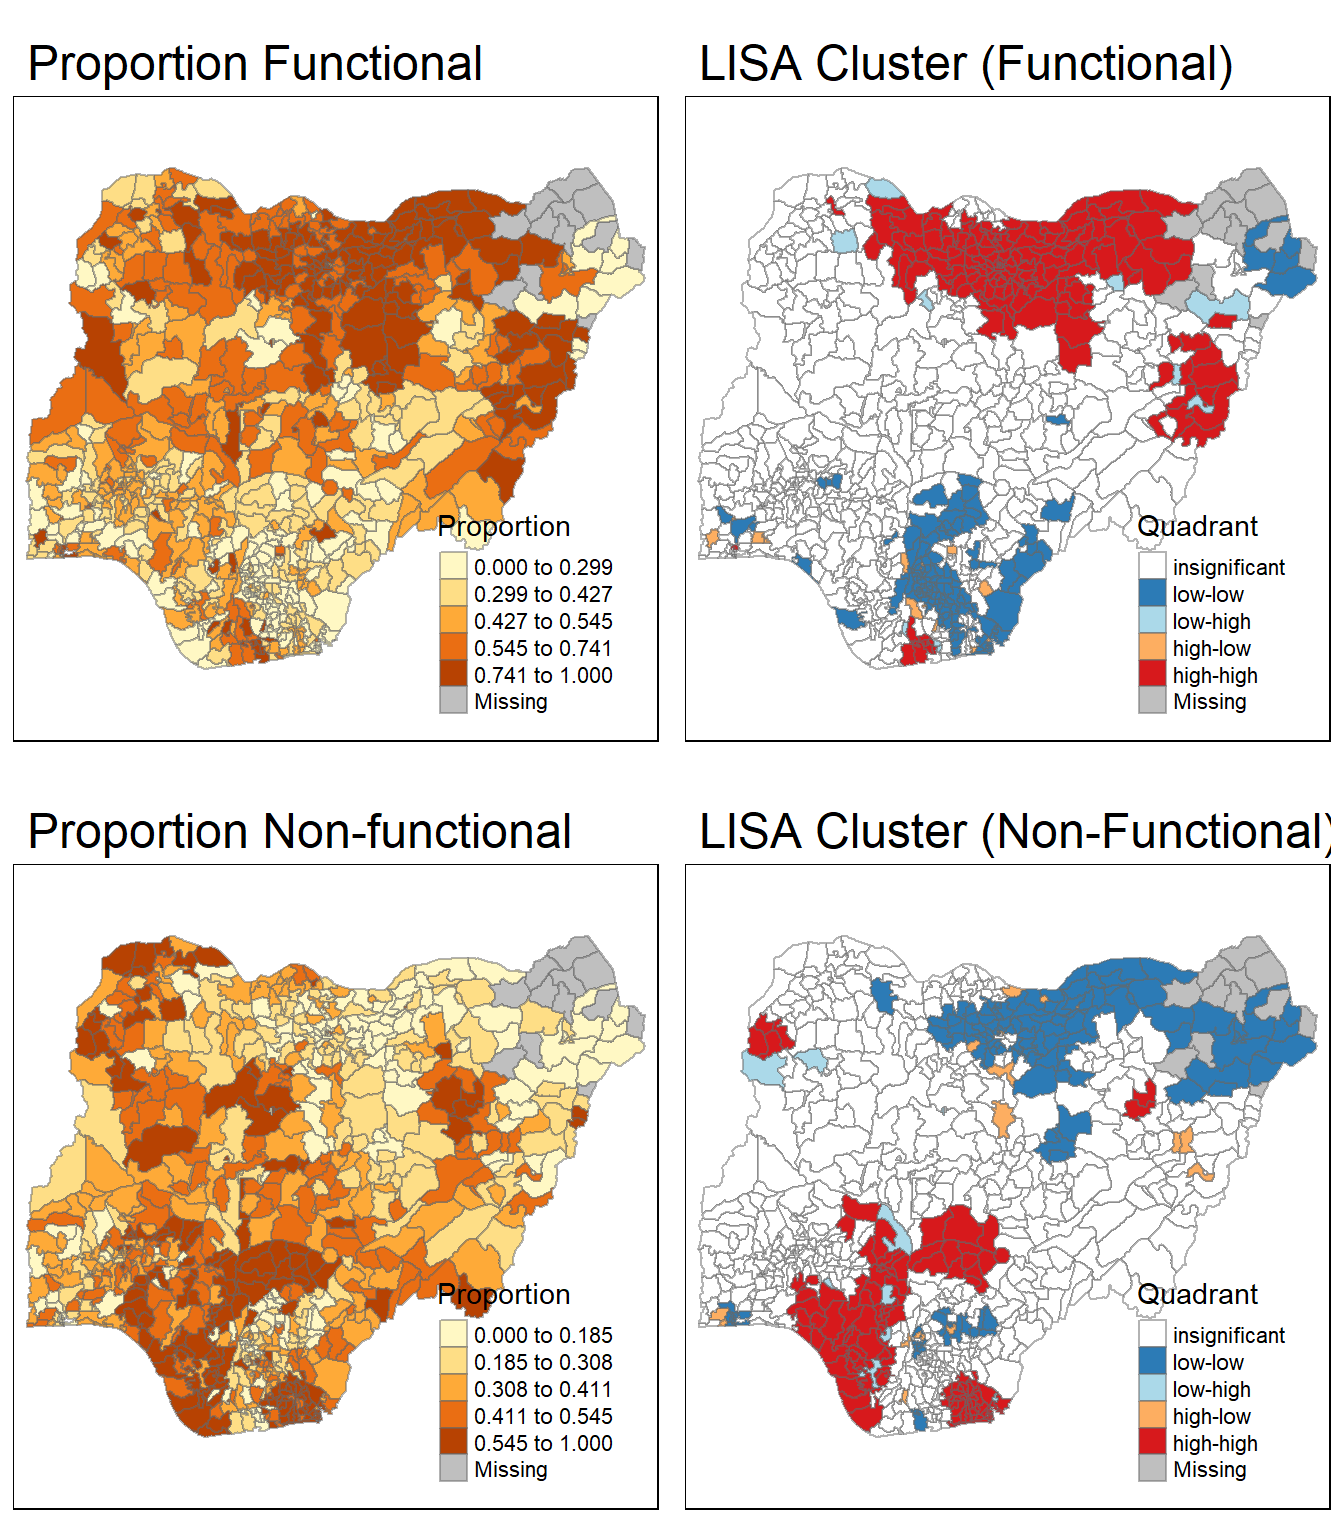 Proportion Functional
LISA Cluster (Functional)
Proportion
0.000 to 0.299
0.299 to 0.427
0.427 to 0.545
0.545 to 0.741
0.741 to 1.000
Missing
Quadrant
insignificant
low-low
low-high
high-low
high-high
Missing
Proportion Non-functional
LISA Cluster (Non-Functional)
Proportion
0.000 to 0.185
0.185 to 0.308
0.308 to 0.411
0.411 to 0.545
0.545 to 1.000
Missing
Quadrant
insignificant
low-low
low-high
high-low
high-high
Missing